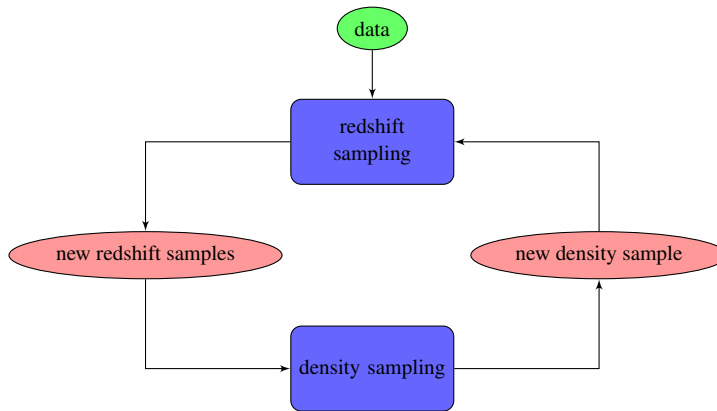 data
redshift
sampling
new redshift samples
new density sample
density sampling